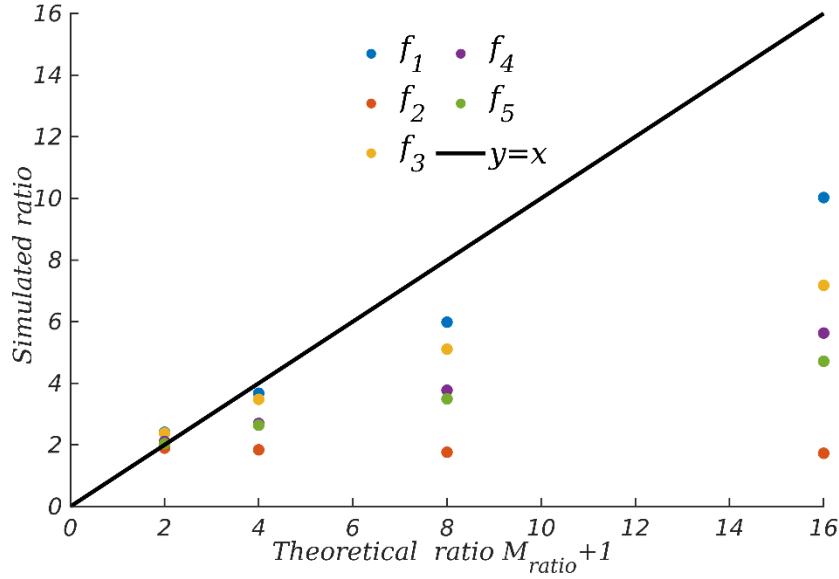 16
14
12
10
8
6
4
2
0
Simulated ratio
f_1
f_4
f_2
f_5
f_3
y=x
0 2 4 6 8 10 12 14 16
Theoretical ratio M_ratio+1